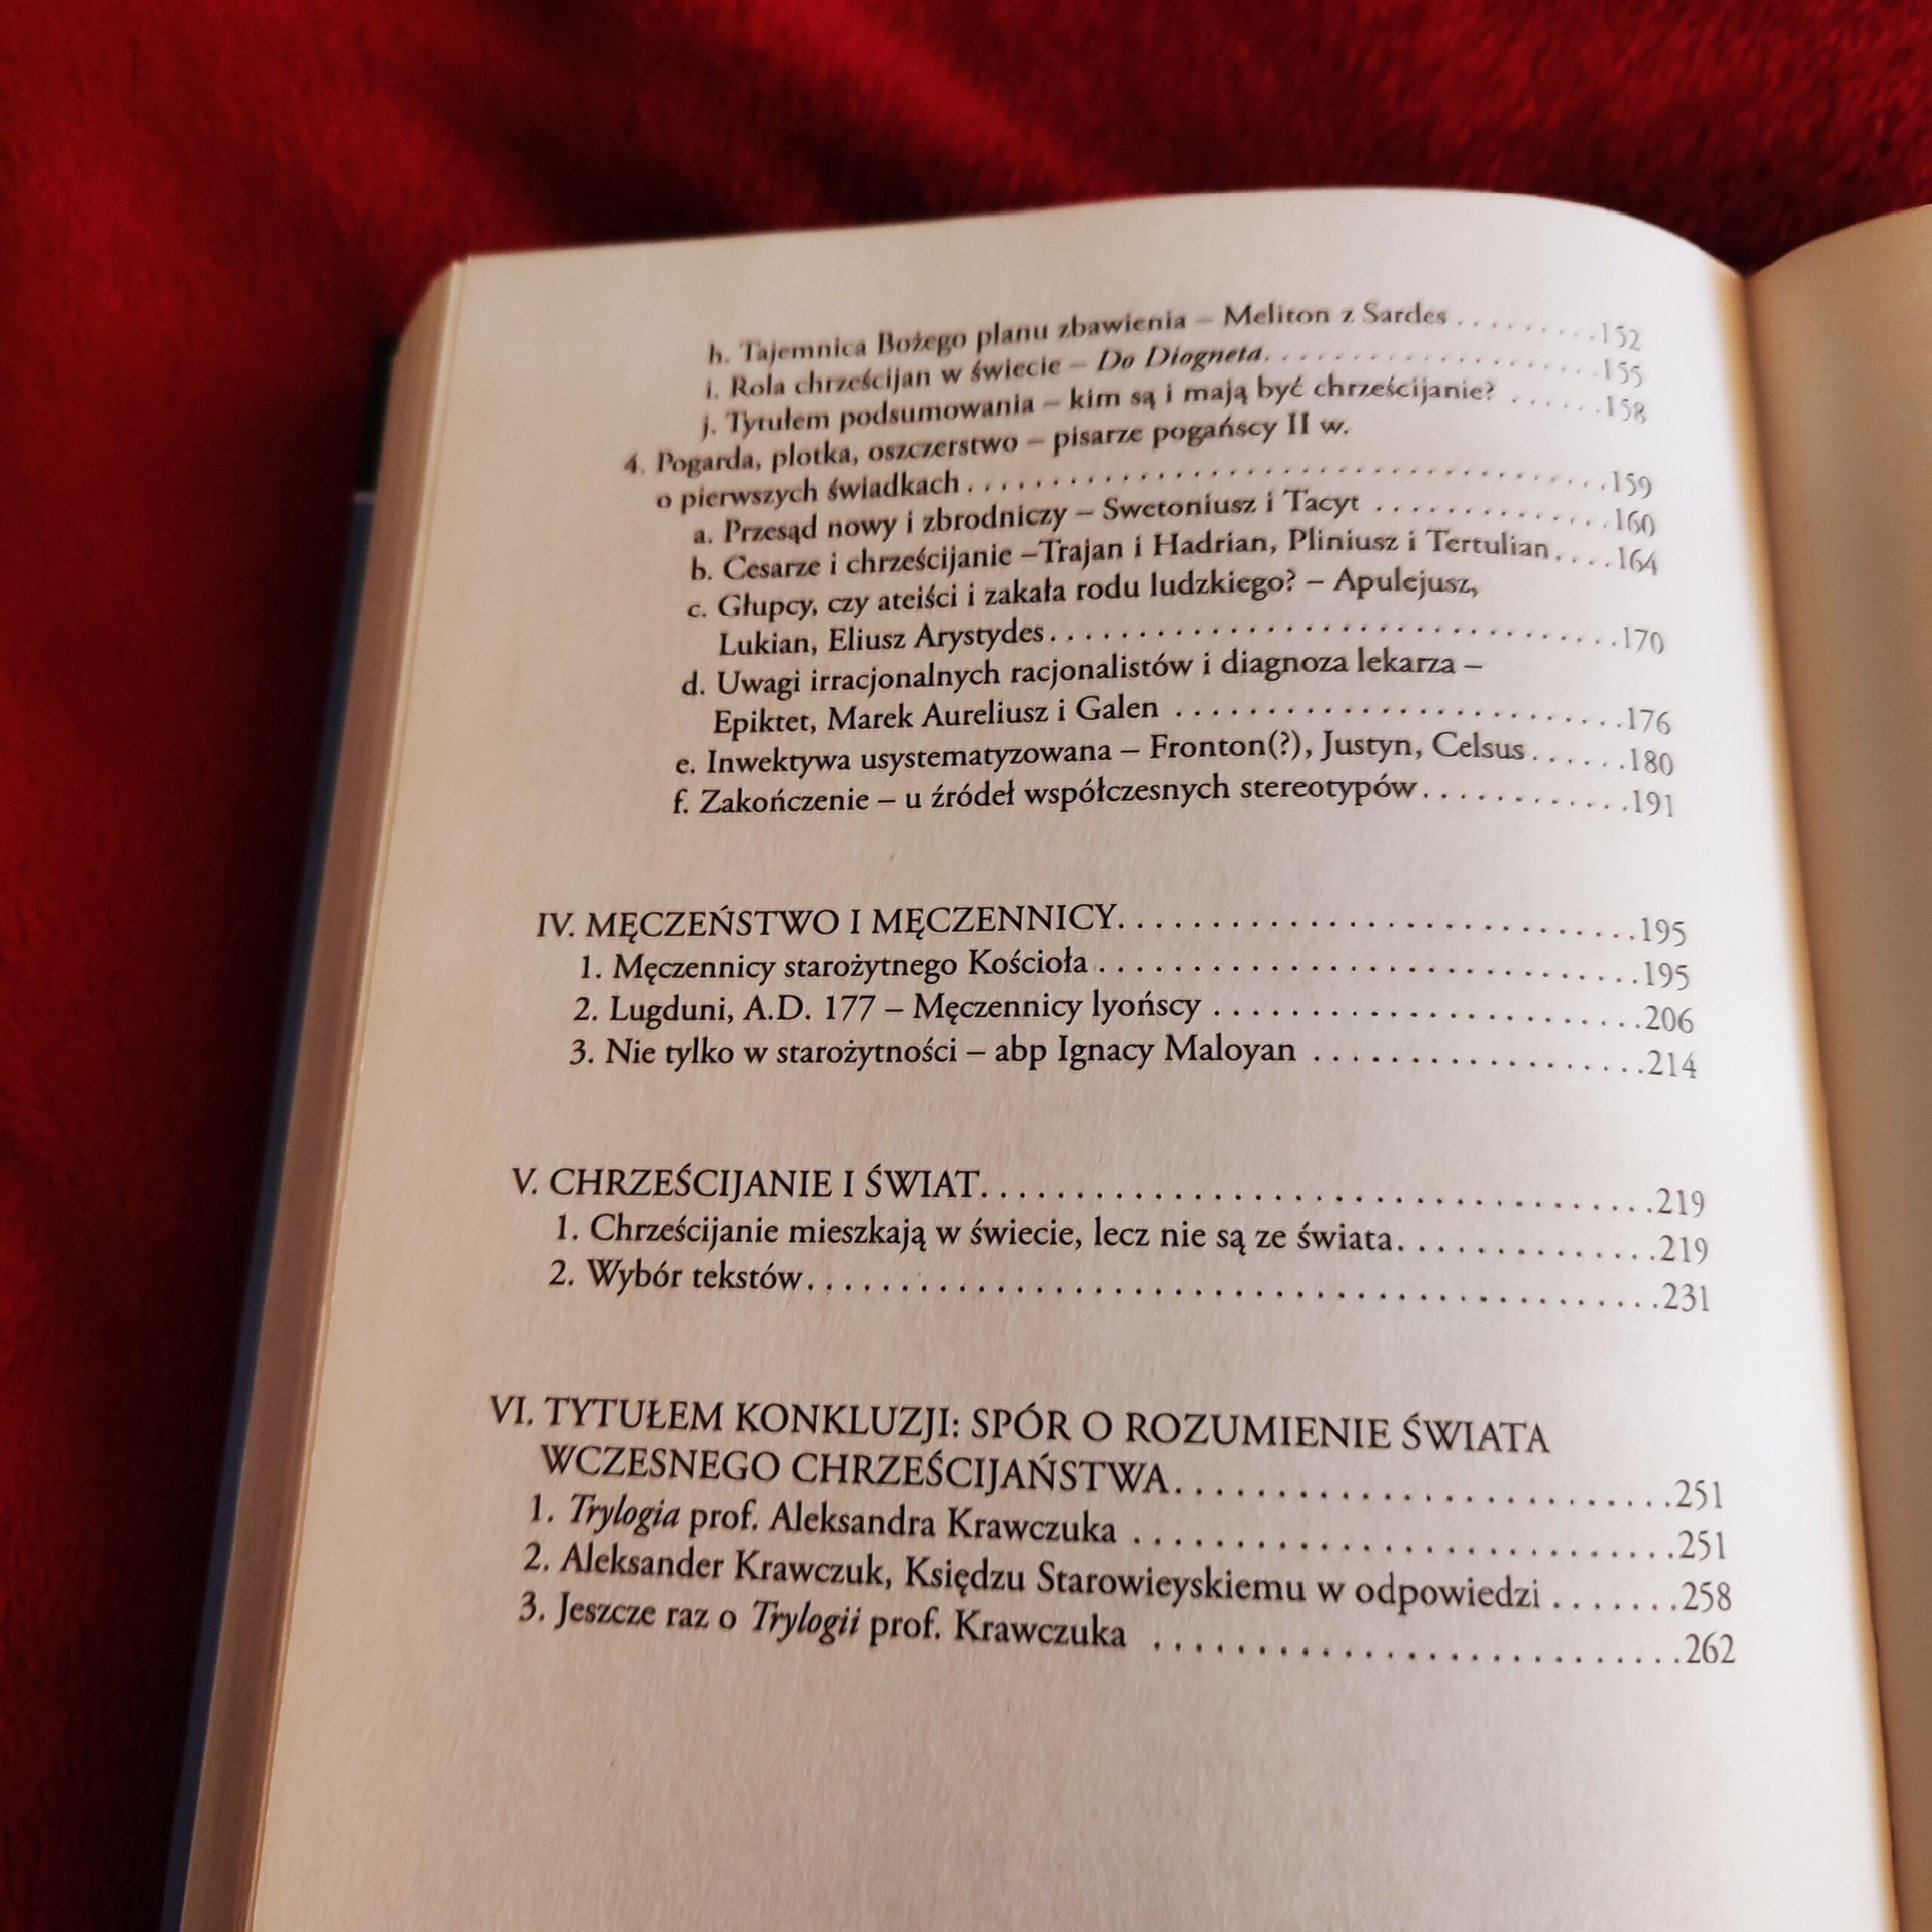 h. Tajemnica Bożego planu zbawienia – Meliton z Sardes . . . . . . . . .152
i. Rola chrześcijan w świecie – Do Diogneta. . . . . . . . . . . . . . . . . . .155
j. Tytułem podsumowania – kim są i mają być chrześcijanie? . . . . . .158
4. Pogarda, plotka, oszczerstwo – pisarze pogańscy II w.
o pierwszych świadkach . . . . . . . . . . . . . . . . . . . . . . . . . . . . . . . . . .159
a. Przesąd nowy i zbrodniczy – Swetoniusz i Tacyt . . . . . . . . . . . . . .160
b. Cesarze i chrześcijanie –Trajan i Hadrian, Pliniusz i Tertulian. . . .164
c. Głupcy, czy ateiści i zakała rodu ludzkiego? – Apulejusz,
Lukian, Eliusz Arystydes. . . . . . . . . . . . . . . . . . . . . . . . . . . . . . .170
d. Uwagi irracjonalnych racjonalistów i diagnoza lekarza –
Epiktet, Marek Aureliusz i Galen . . . . . . . . . . . . . . . . . . . . . . . .176
e. Inwektywa usystematyzowana – Fronton(?), Justyn, Celsus . . . . . .180
f. Zakończenie – u źródeł współczesnych stereotypów. . . . . . . . . . . .191
IV. MĘCZEŃSTWO I MĘCZENNICY. . . . . . . . . . . . . . . . . . . . . . . . . . . .195
1. Męczennicy starożytnego Kościoła . . . . . . . . . . . . . . . . . . . . . . . . . . .195
2. Lugduni, A.D. 177 – Męczennicy lyońscy . . . . . . . . . . . . . . . . . . . . . .206
3. Nie tylko w starożytności – abp Ignacy Maloyan . . . . . . . . . . . . . . . . .214
V. CHRZEŚCIJANIE I ŚWIAT. . . . . . . . . . . . . . . . . . . . . . . . . . . . . . . . . .219
1. Chrześcijanie mieszkają w świecie, lecz nie są ze świata. . . . . . . . . . . . .219
2. Wybór tekstów. . . . . . . . . . . . . . . . . . . . . . . . . . . . . . . . . . . . . . . . . .231
VI. TYTUŁEM KONKLUZJI: SPÓR O ROZUMIENIE ŚWIATA
WCZESNEGO CHRZEŚCIJAŃSTWA. . . . . . . . . . . . . . . . . . . . . . . .251
1. Trylogia prof. Aleksandra Krawczuka . . . . . . . . . . . . . . . . . . . . . . . . . .251
2. Aleksander Krawczuk, Księdzu Starowieyskiemu w odpowiedzi . . . . . . .258
3. Jeszcze raz o Trylogii prof. Krawczuka . . . . . . . . . . . . . . . . . . . . . . . . .262